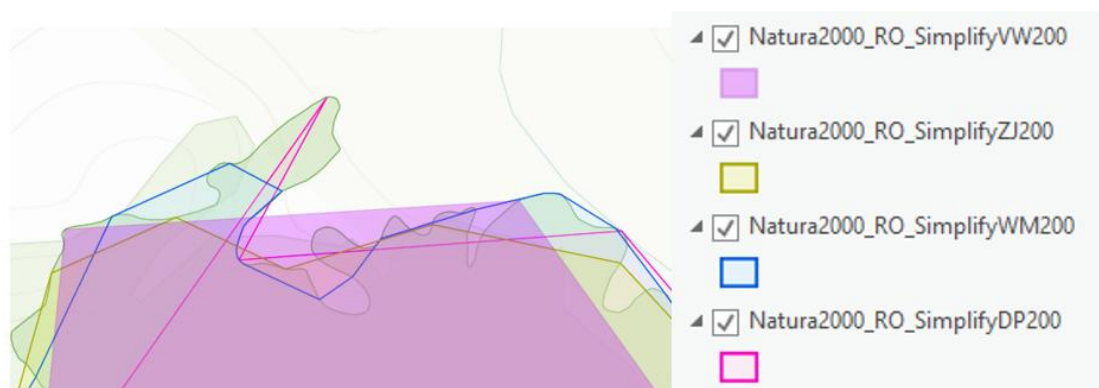 Natura2000_RO_SimplifyVW200
Natura2000_RO_SimplifyZJ200
Natura2000_RO_SimplifyWM200
Natura2000_RO_SimplifyDP200